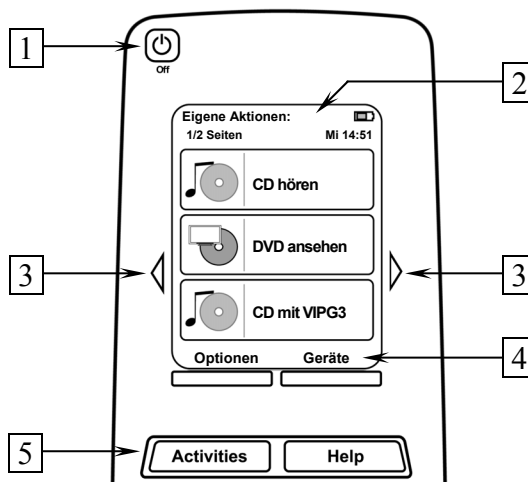 1
Off
2
Eigene Aktionen:
1/2 Seiten Mi 14:51
CD hören
DVD ansehen
3
3
CD mit VIPG3
Optionen Geräte
4
5
Activities Help